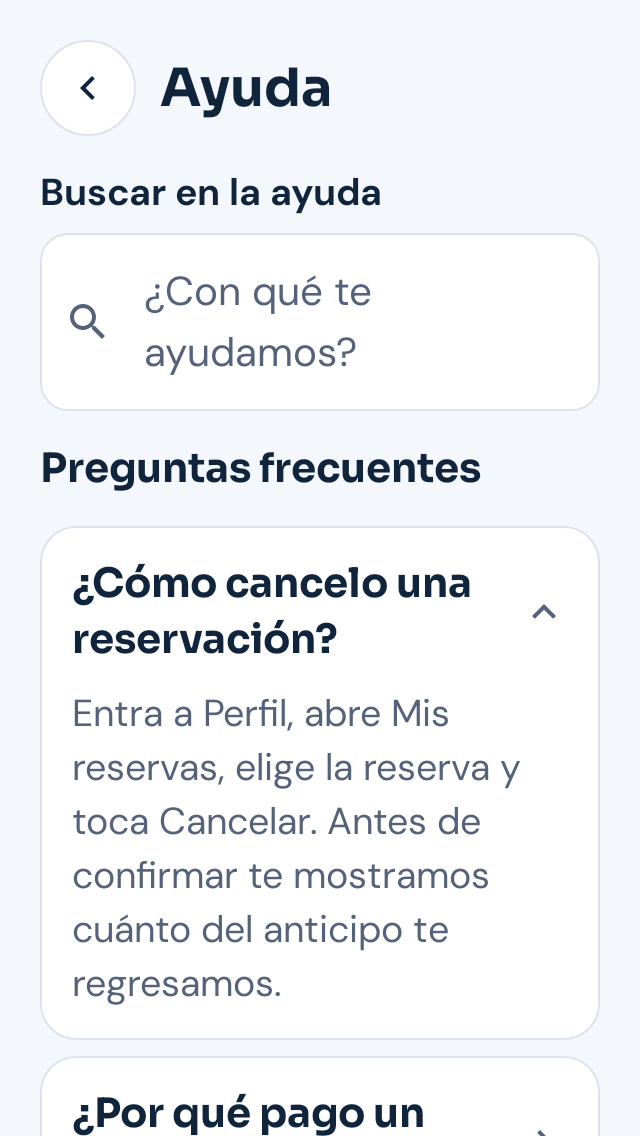 Ayuda
Buscar en la ayuda
¿Con qué te
ayudamos?
Preguntas frecuentes
¿Cómo cancelo una
reservación?
Entra a Perfil, abre Mis
reservas, elige la reserva y
toca Cancelar. Antes de
confirmar te mostramos
cuánto del anticipo te
regresamos.
¿Por qué pago un